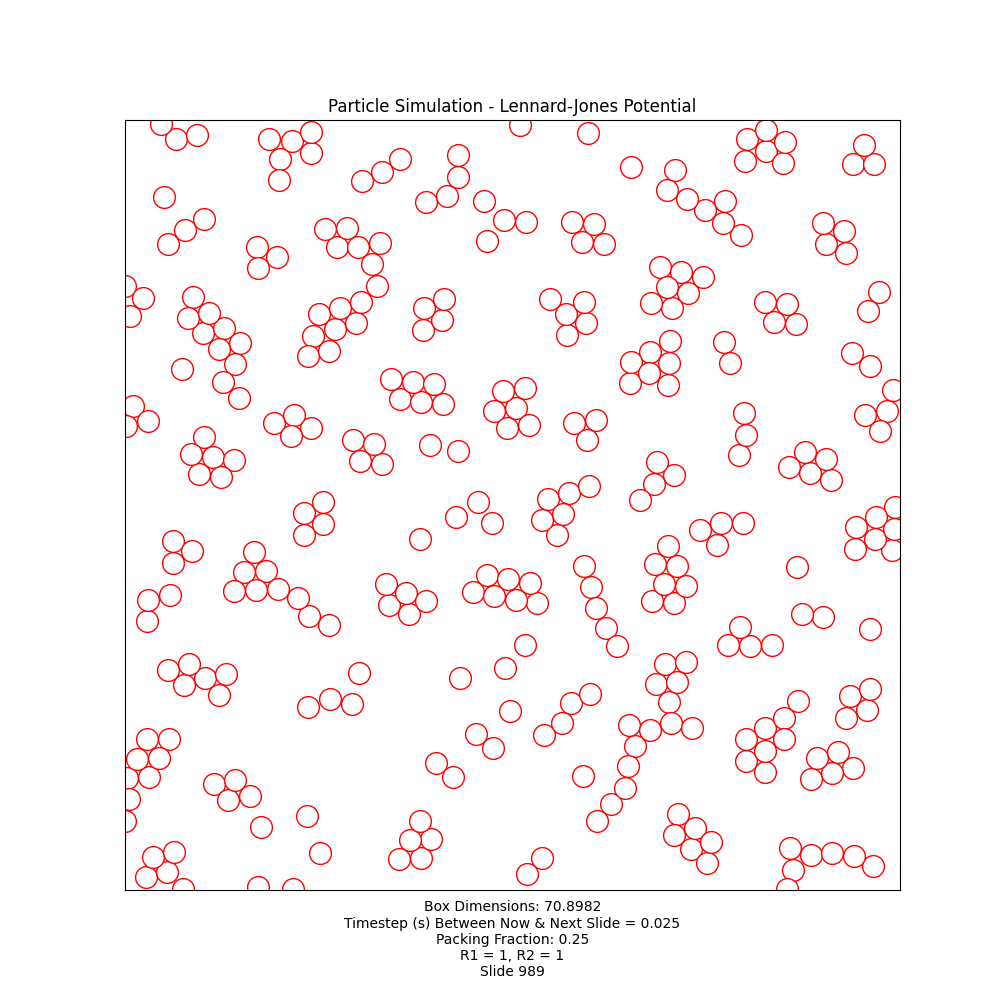 Particle Simulation - Lennard-Jones Potential
Box Dimensions: 70.8982
Timestep (s) Between Now & Next Slide = 0.025
Packing Fraction: 0.25
R1 = 1, R2 = 1
Slide 989